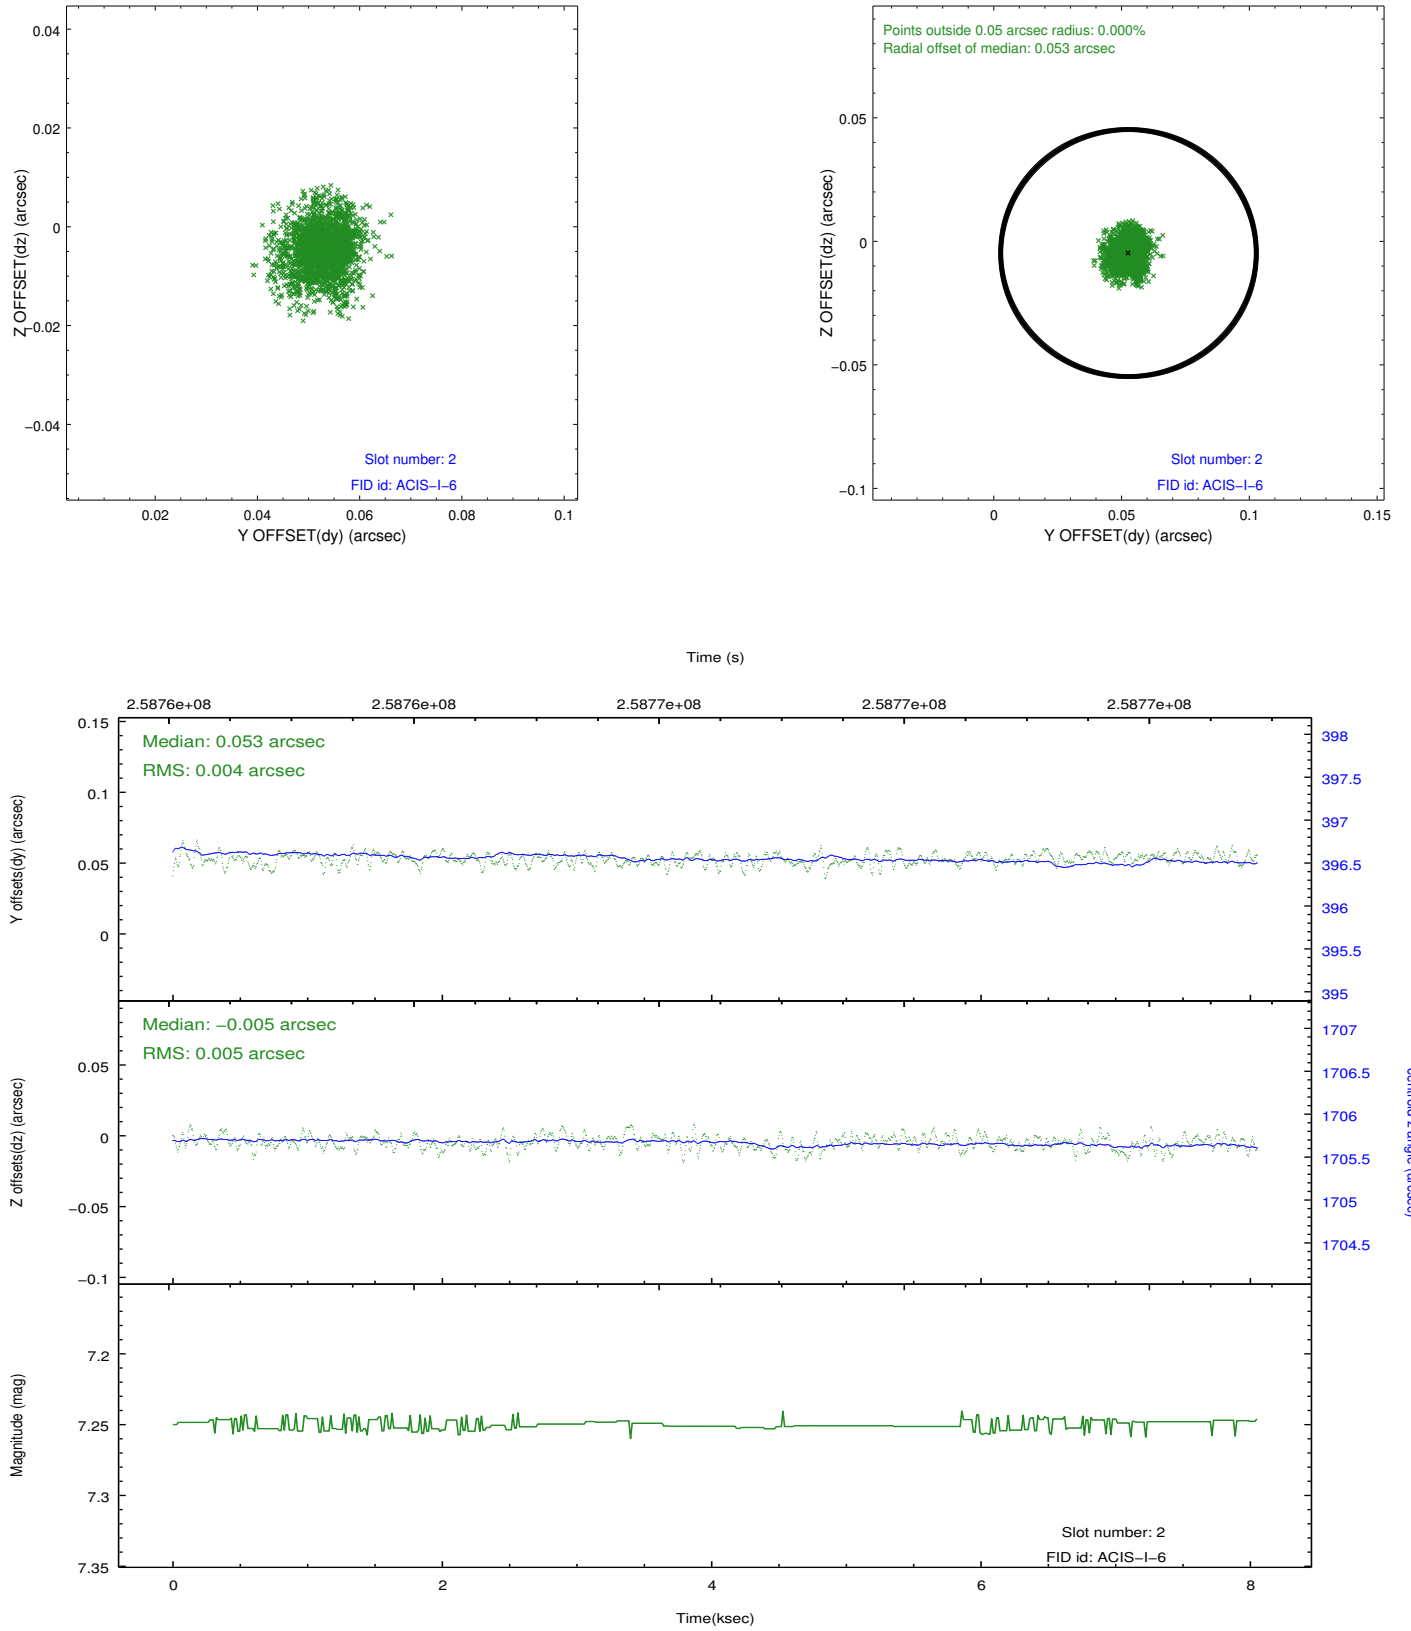 0.04
0.02
0
−0.02
−0.04
Z OFFSET(dz) (arcsec)
Slot number: 2
FID id: ACIS−I−6
0.02 0.04 0.06 0.08 0.1
Y OFFSET(dy) (arcsec)
Points outside 0.05 arcsec radius: 0.000%
Radial offset of median: 0.053 arcsec
0.05
0
−0.05
−0.1
Z OFFSET(dz) (arcsec)
Slot number: 2
FID id: ACIS−I−6
0 0.05 0.1 0.15
Y OFFSET(dy) (arcsec)
Time (s)
2.5876e+08 2.5876e+08 2.5877e+08 2.5877e+08 2.5877e+08
Median: 0.053 arcsec
RMS: 0.004 arcsec
0.15
0.1
0.05
0
Y offsets(dy) (arcsec)
398
397.5
397
396.5
396
395.5
395
Median: −0.005 arcsec
RMS: 0.005 arcsec
0.05
0
−0.05
−0.1
Z offsets(dz) (arcsec)
1707
1706.5
1706
1705.5
1705
1704.5
7.2
7.25
7.3
7.35
Magnitude (mag)
Slot number: 2
FID id: ACIS−I−6
0 2 4 6 8
Time(ksec)